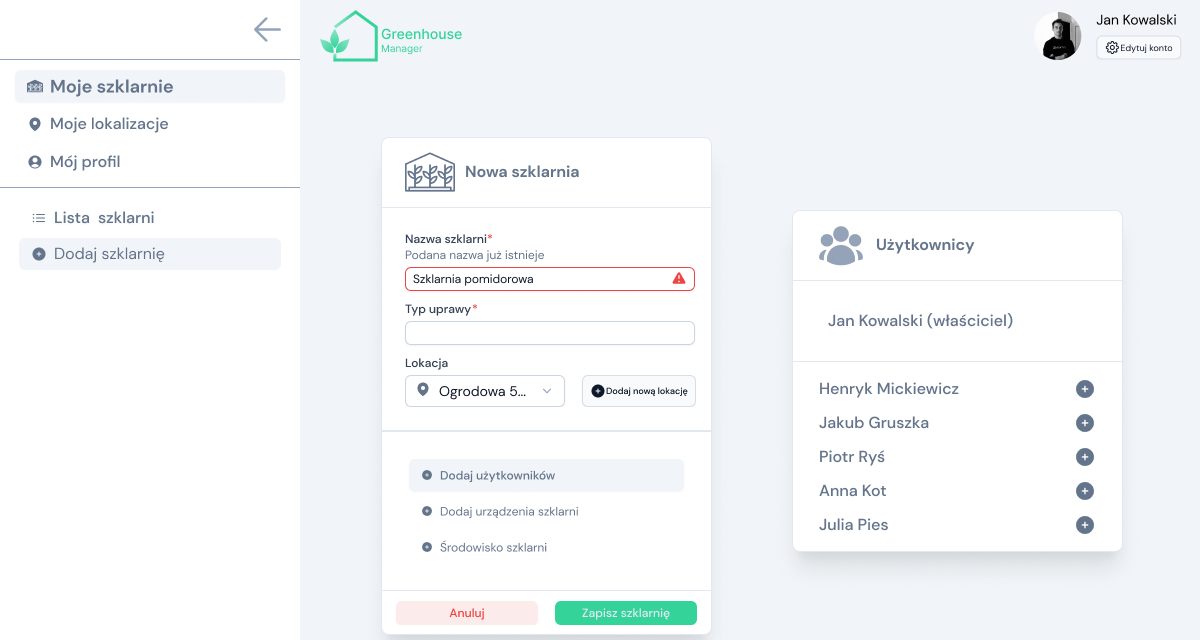 Greenhouse
Manager
Jan Kowalski
Edytuj konto
Moje szklarnie
Moje lokalizacje
Mój profil
Lista szklarni
Dodaj szklarnię
Nowa szklarnia
Nazwa szklarni*
Podana nazwa już istnieje
Szklarnia pomidorowa
Typ uprawy*
Lokacja
Ogrodowa 5...
Dodaj nową lokację
Dodaj użytkowników
Dodaj urządzenia szklarni
Środowisko szklarni
Anuluj
Zapisz szklarnię
Użytkownicy
Jan Kowalski (właściciel)
Henryk Mickiewicz
Jakub Gruszka
Piotr Ryś
Anna Kot
Julia Pies